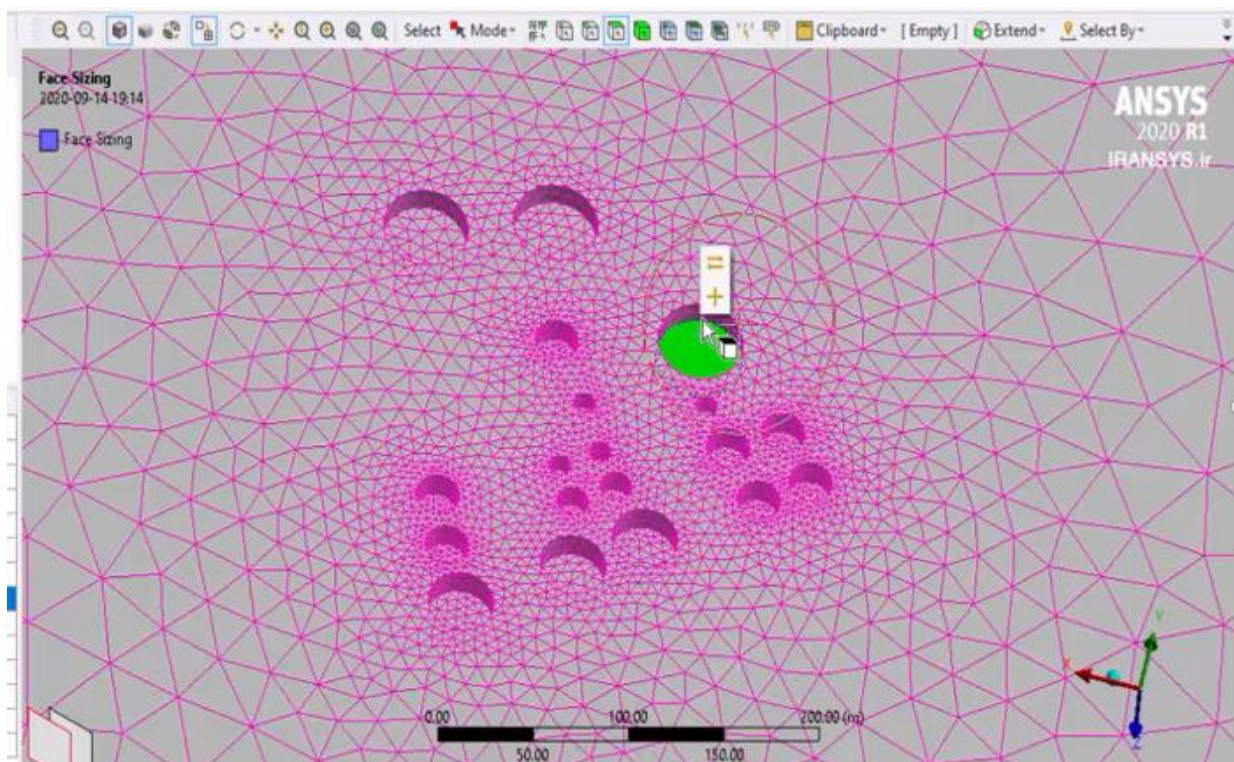 Select Mode Clipboard [ Empty ] Extend Select By
Face Sizing
2020-09-14-19:14
Face Sizing
ANSYS
2020 R1
IRANSYS.ir
Y
X
Z
0.00 100.00 200.00 (m)
50.00 150.00